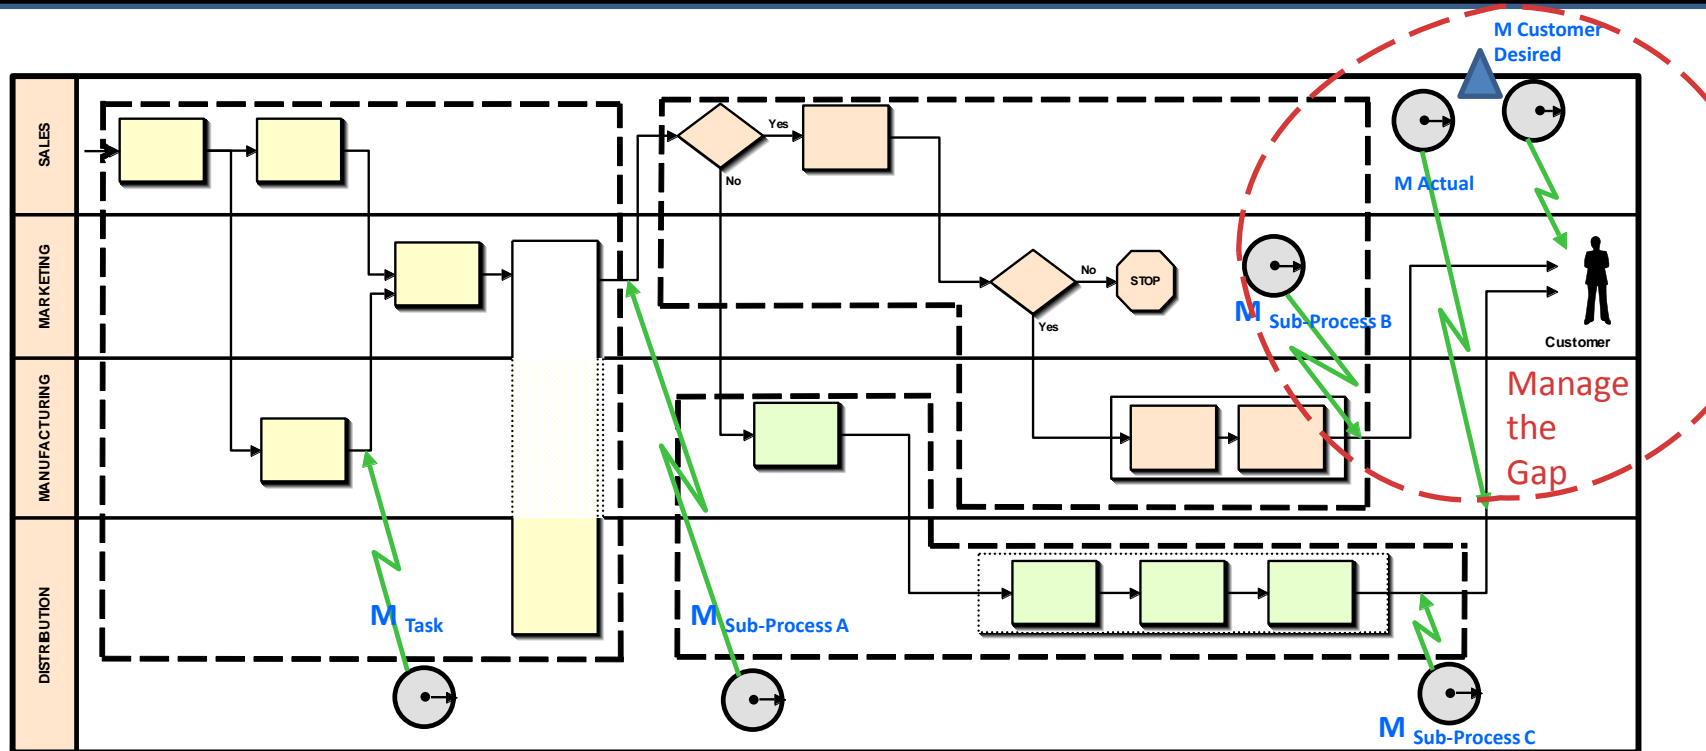 M Customer
Desired
SALES
Yes
No
M Actual
MARKETING
No
STOP
Yes
M Sub-Process B
Customer
MANUFACTURING
Manage
the
Gap
DISTRIBUTION
M Task
M Sub-Process A
M Sub-Process C